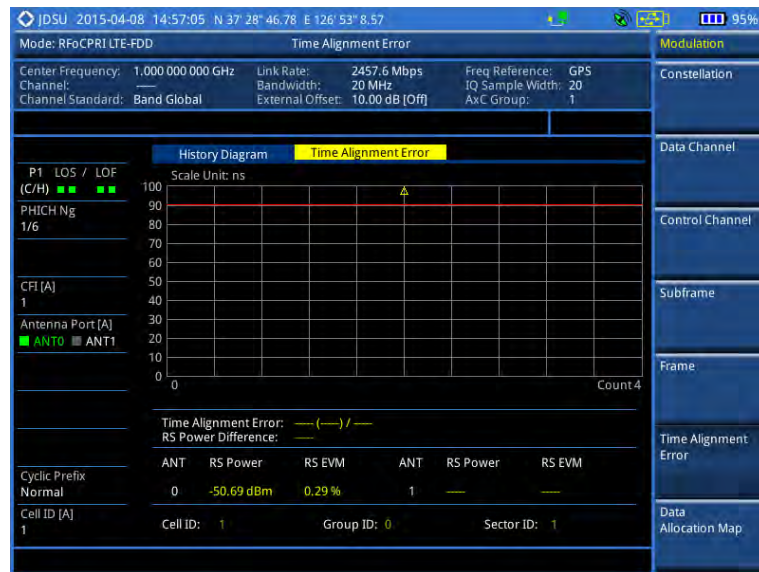 JDSU 2015-04-08 14:57:05 N 37° 28' 46.78 E 126° 53' 8.57 95%
Mode: RFoCPRI LTE-FDD Time Alignment Error Modulation
Center Frequency: 1.000 000 000 GHz Link Rate: 2457.6 Mbps Freq Reference: GPS
Channel: ---- Bandwidth: 20 MHz IQ Sample Width: 20
Channel Standard: Band Global External Offset: 10.00 dB [Off] AxC Group: 1
Constellation
Data Channel
Control Channel
Subframe
Frame
Time Alignment
Error
Data
Allocation Map
History Diagram Time Alignment Error
P1 LOS / LOF
(C/H)
PHICH Ng
1/6
CFI [A]
1
Antenna Port [A]
ANT0 ANT1
Cyclic Prefix
Normal
Cell ID [A]
1
Scale Unit: ns
100
90
80
70
60
50
40
30
20
10
0
0 Count 4
Time Alignment Error: ---- (----) / ----
RS Power Difference: ----
ANT RS Power RS EVM ANT RS Power RS EVM
0 -50.69 dBm 0.29 % 1 ---- ----
Cell ID: 1 Group ID: 0 Sector ID: 1